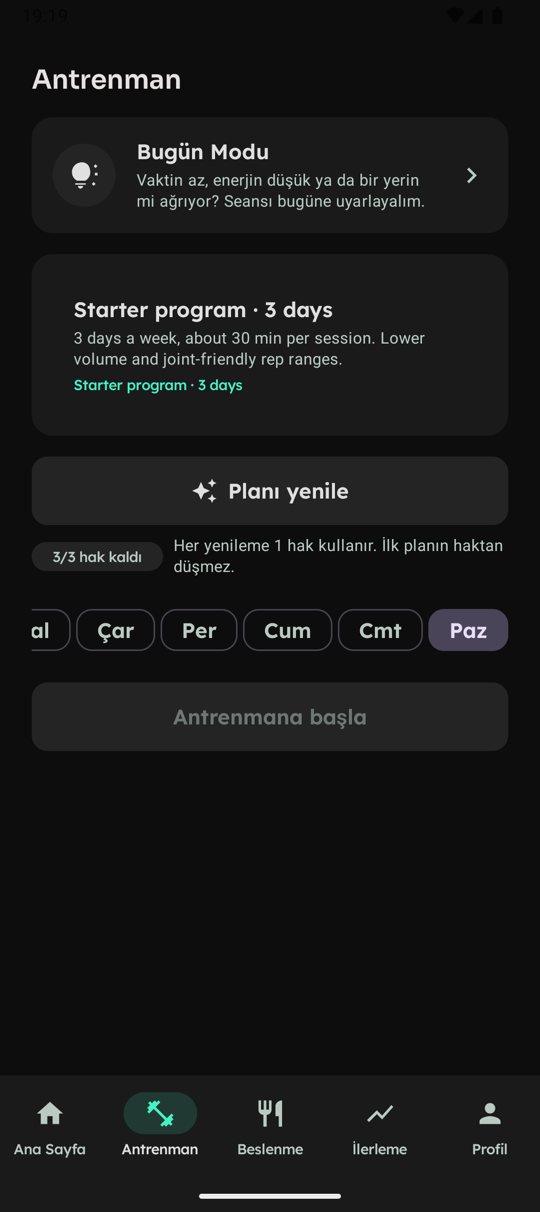 19:19
Antrenman
Bugün Modu
Vaktin az, enerjin düşük ya da bir yerin
mi ağrıyor? Seansı bugüne uyarlayalım.
Starter program · 3 days
3 days a week, about 30 min per session. Lower
volume and joint-friendly rep ranges.
Starter program · 3 days
Planı yenile
3/3 hak kaldı
Her yenileme 1 hak kullanır. İlk planın haktan
düşmez.
al Çar Per Cum Cmt Paz
Antrenmana başla
Ana Sayfa Antrenman Beslenme İlerleme Profil